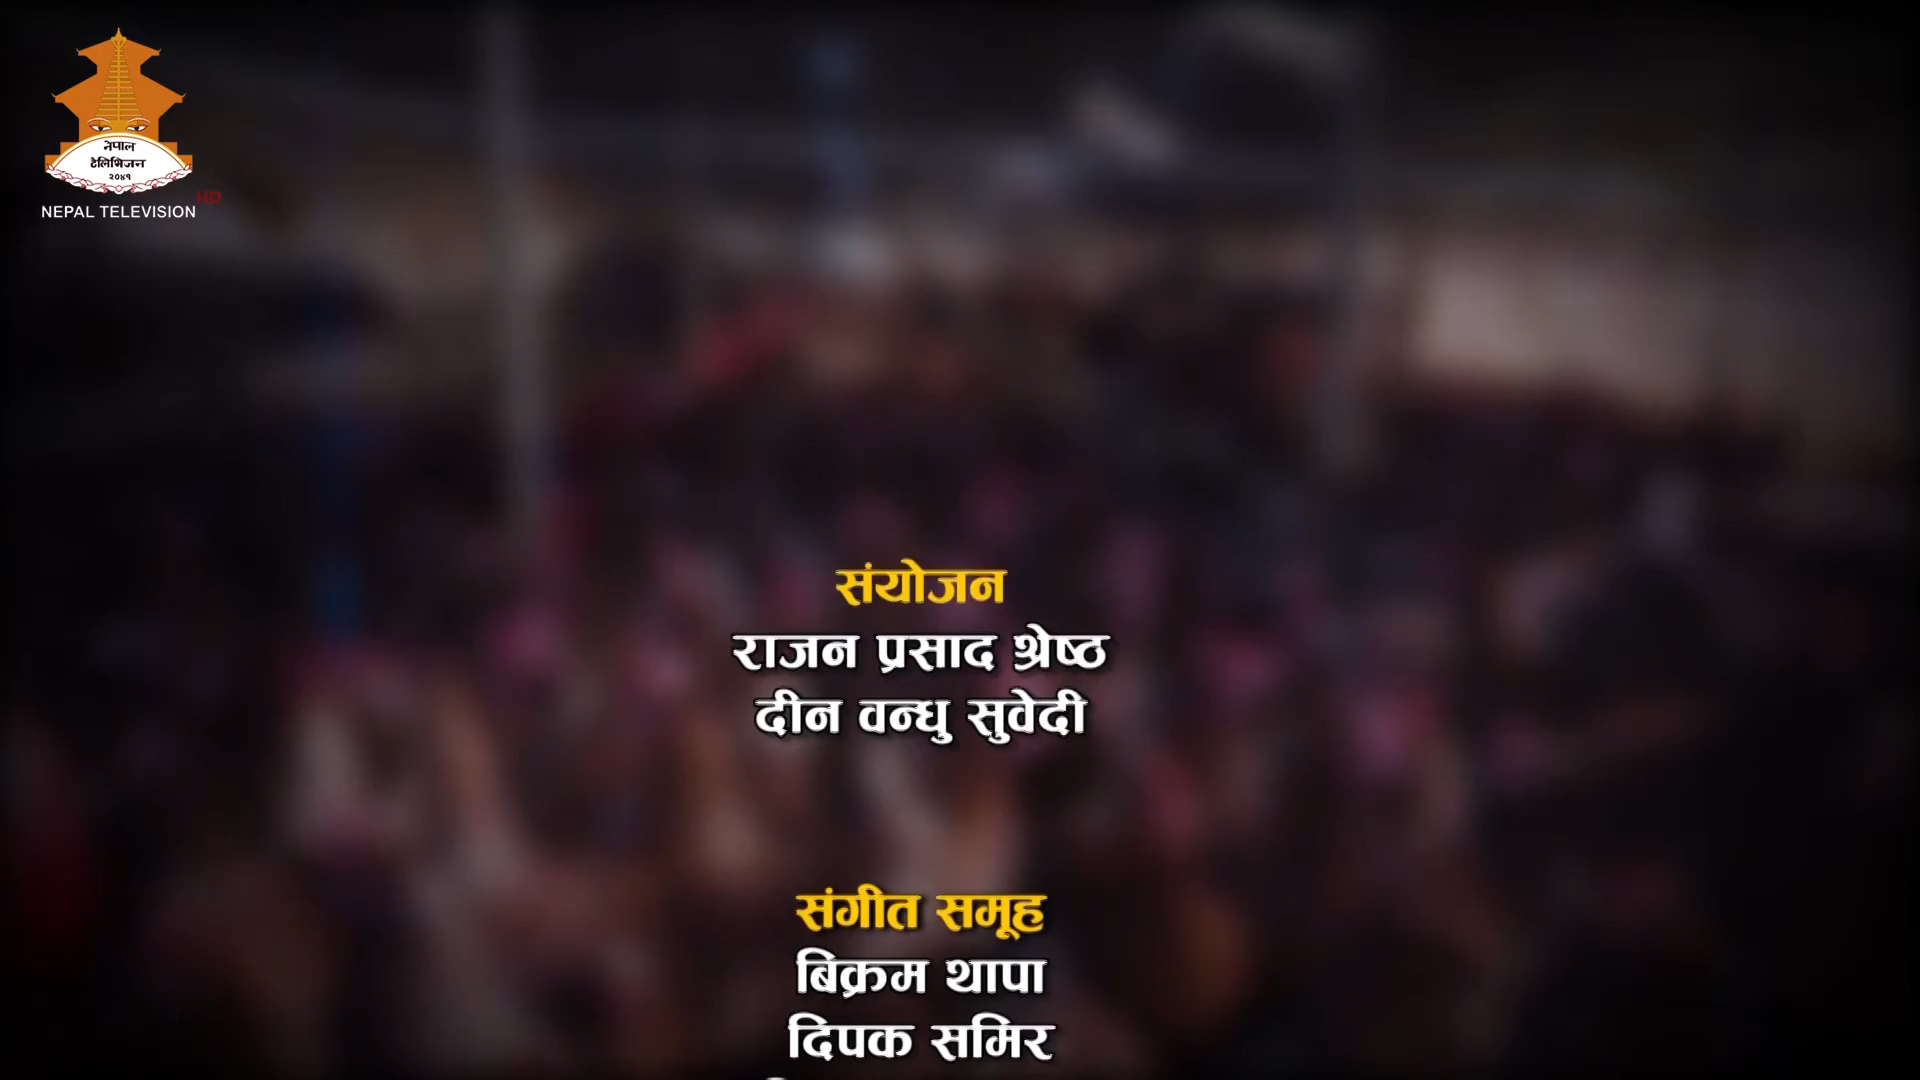 नेपाल
टेलिभिजन
२०४१
HD
NEPAL TELEVISION
संयोजन
राजन प्रसाद श्रेष्ठ
दीन वन्धु सुवेदी
संगीत समूह
बिक्रम थापा
दिपक समिर